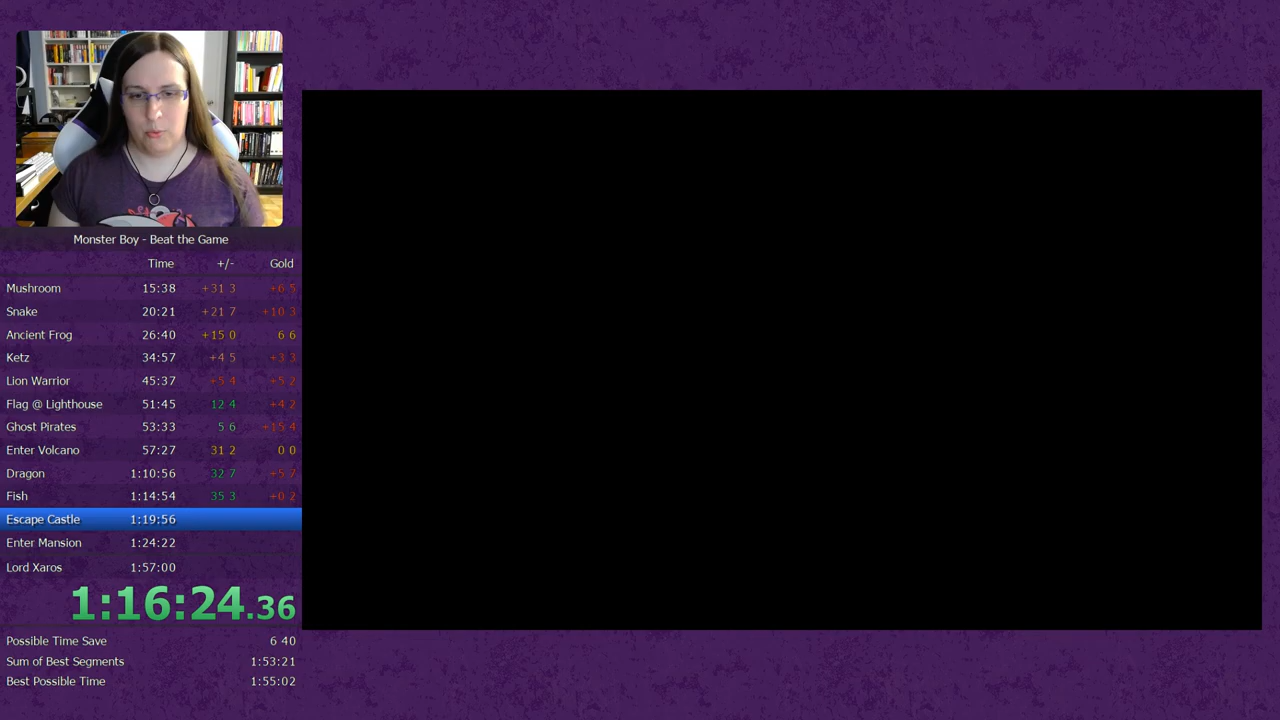 Monster Boy - Beat the Game
Time +/- Gold
Mushroom 15:38 +31 3 +6 5
Snake 20:21 +21 7 +10 3
Ancient Frog 26:40 +15 0 6 6
Ketz 34:57 +4 5 +3 3
Lion Warrior 45:37 +5 4 +5 2
Flag @ Lighthouse 51:45 12 4 +4 2
Ghost Pirates 53:33 5 6 +15 4
Enter Volcano 57:27 31 2 0 0
Dragon 1:10:56 32 7 +5 7
Fish 1:14:54 35 3 +0 2
Escape Castle 1:19:56
Enter Mansion 1:24:22
Lord Xaros 1:57:00
1:16:24.36
Possible Time Save 6 40
Sum of Best Segments 1:53:21
Best Possible Time 1:55:02